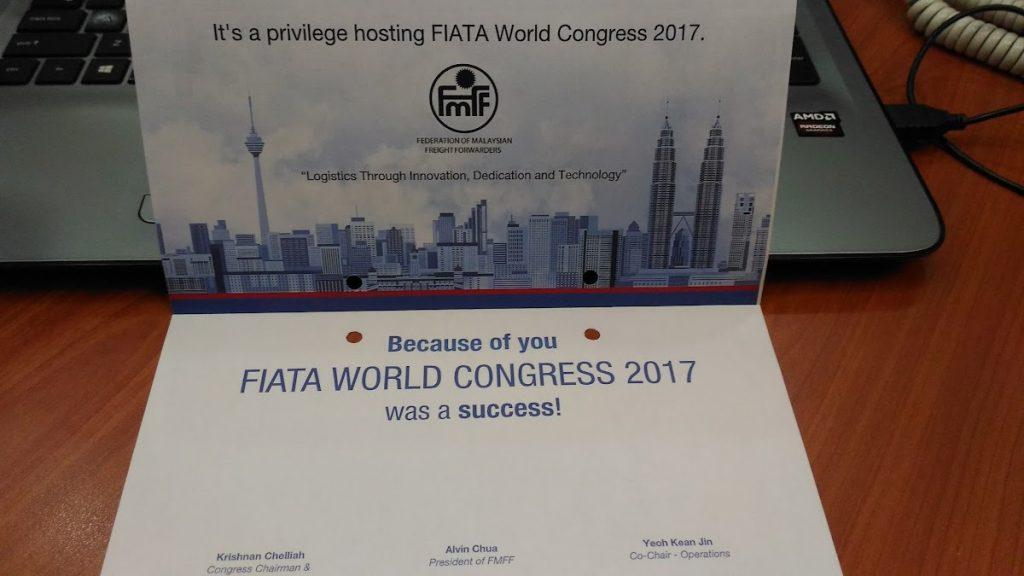 It's a privilege hosting FIATA World Congress 2017.
FMFF
FEDERATION OF MALAYSIAN
FREIGHT FORWARDERS
"Logistics Through Innovation, Dedication and Technology"
AMD
RADEON
Because of you
FIATA WORLD CONGRESS 2017
was a success!
Krishnan Chelliah
Congress Chairman &
Alvin Chua
President of FMFF
Yeoh Kean Jin
Co-Chair - Operations